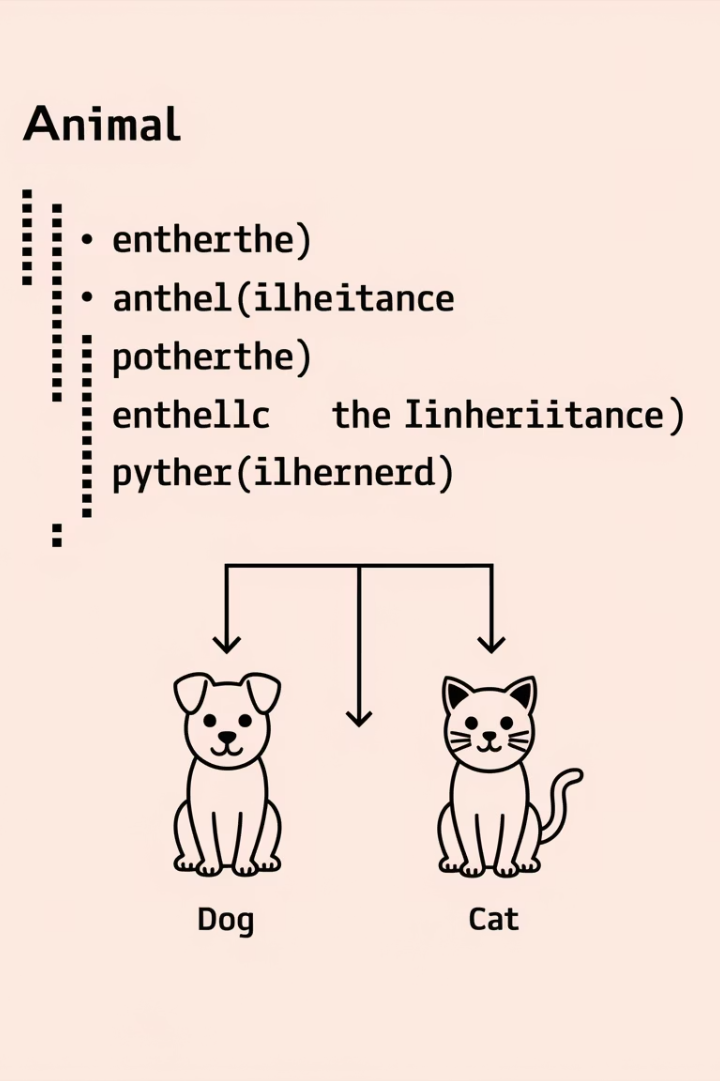 Animal
• entherthe)
• anthel(ilheitance
potherthe)
enthellc the Iinheriitance)
pyther(ilhernerd)
Dog
Cat